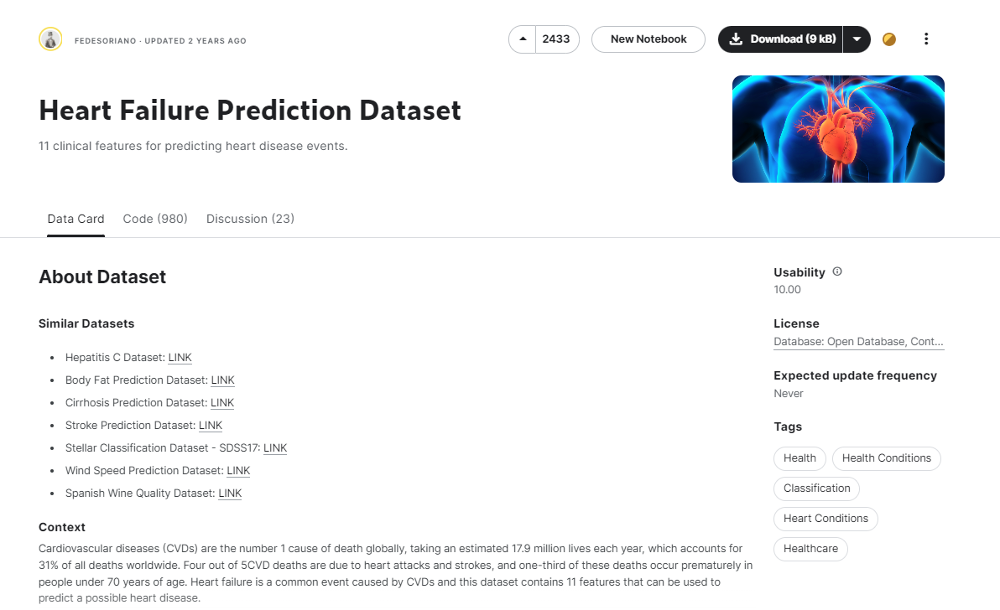 FEDESORIANO · UPDATED 2 YEARS AGO
2433
New Notebook
Download (9 kB)
Heart Failure Prediction Dataset
11 clinical features for predicting heart disease events.
Data Card
Code (980)
Discussion (23)
About Dataset
Similar Datasets
• Hepatitis C Dataset: LINK
• Body Fat Prediction Dataset: LINK
• Cirrhosis Prediction Dataset: LINK
• Stroke Prediction Dataset: LINK
• Stellar Classification Dataset - SDSS17: LINK
• Wind Speed Prediction Dataset: LINK
• Spanish Wine Quality Dataset: LINK
Context
Cardiovascular diseases (CVDs) are the number 1 cause of death globally, taking an estimated 17.9 million lives each year, which accounts for
31% of all deaths worldwide. Four out of 5CVD deaths are due to heart attacks and strokes, and one-third of these deaths occur prematurely in
people under 70 years of age. Heart failure is a common event caused by CVDs and this dataset contains 11 features that can be used to
predict a possible heart disease.
Usability
10.00
License
Database: Open Database, Cont...
Expected update frequency
Never
Tags
Health
Health Conditions
Classification
Heart Conditions
Healthcare